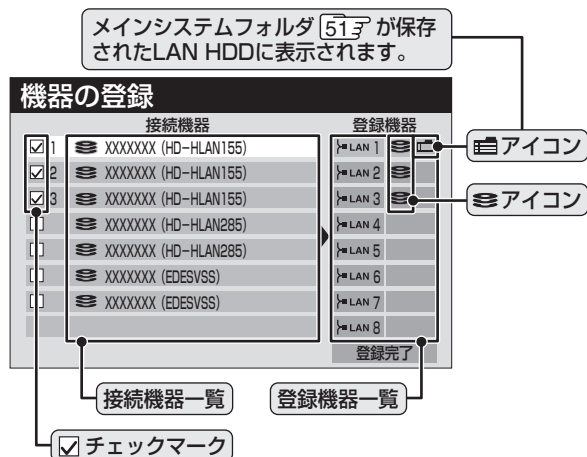 メインシステムフォルダ 51 が保存
されたLAN HDDに表示されます。
機器の登録
接続機器
登録機器
1 XXXXXXX (HD-HLAN155) LAN 1
2 XXXXXXX (HD-HLAN155) LAN 2
3 XXXXXXX (HD-HLAN155) LAN 3
XXXXXXX (HD-HLAN285) LAN 4
XXXXXXX (HD-HLAN285) LAN 5
XXXXXXX (EDESVSS) LAN 6
XXXXXXX (EDESVSS) LAN 7
LAN 8
登録完了
アイコン
アイコン
接続機器一覧
登録機器一覧
チェックマーク